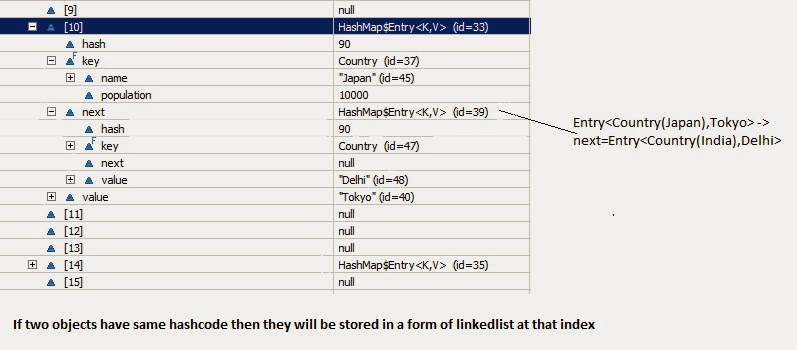 [9] null
[10] HashMap$Entry<K,V> (id=33)
hash 90
F key Country (id=37)
name "Japan" (id=45)
population 10000
next HashMap$Entry<K,V> (id=39)
hash 90
F key Country (id=47)
next null
value "Delhi" (id=48)
value "Tokyo" (id=40)
[11] null
[12] null
[13] null
[14] HashMap$Entry<K,V> (id=35)
[15] null
Entry<Country(Japan),Tokyo> ->
next=Entry<Country(India),Delhi>
If two objects have same hashcode then they will be stored in a form of linkedlist at that index